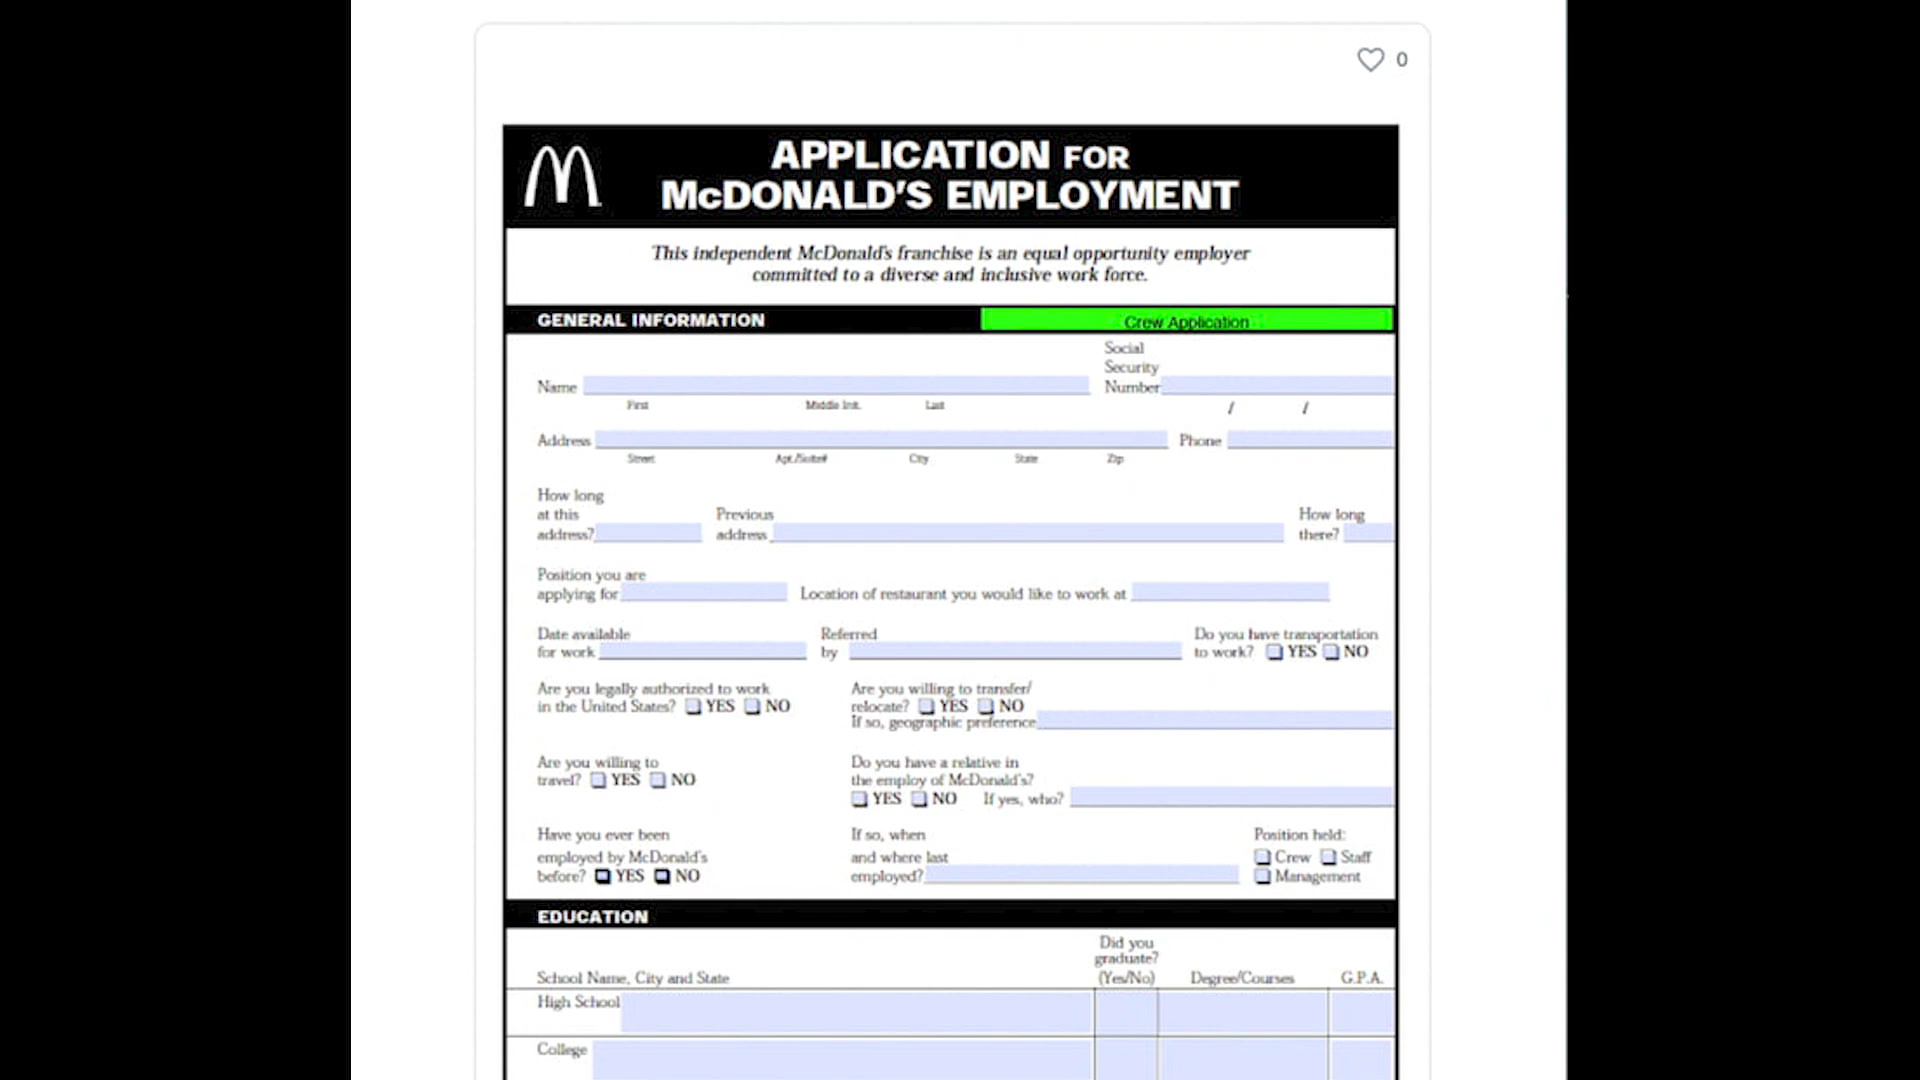 0
APPLICATION FOR
McDONALD'S EMPLOYMENT
This independent McDonald's franchise is an equal opportunity employer
committed to a diverse and inclusive work force.
GENERAL INFORMATION
Crew Application
Name
Social
Security
Number
First Middle Init. Last
/ /
Address Phone
Street Apt./Suite# City State Zip
How long
at this
address?
Previous
address
How long
there?
Position you are
applying for
Location of restaurant you would like to work at
Date available
for work
Referred
by
Do you have transportation
to work? YES NO
Are you legally authorized to work
in the United States? YES NO
Are you willing to transfer/
relocate? YES NO
If so, geographic preference
Are you willing to
travel? YES NO
Do you have a relative in
the employ of McDonald's?
YES NO If yes, who?
Have you ever been
employed by McDonald's
before? YES NO
If so, when
and where last
employed?
Position held:
Crew Staff
Management
EDUCATION
School Name, City and State
Did you
graduate?
(Yes/No)
Degree/Courses
G.P.A.
High School
College